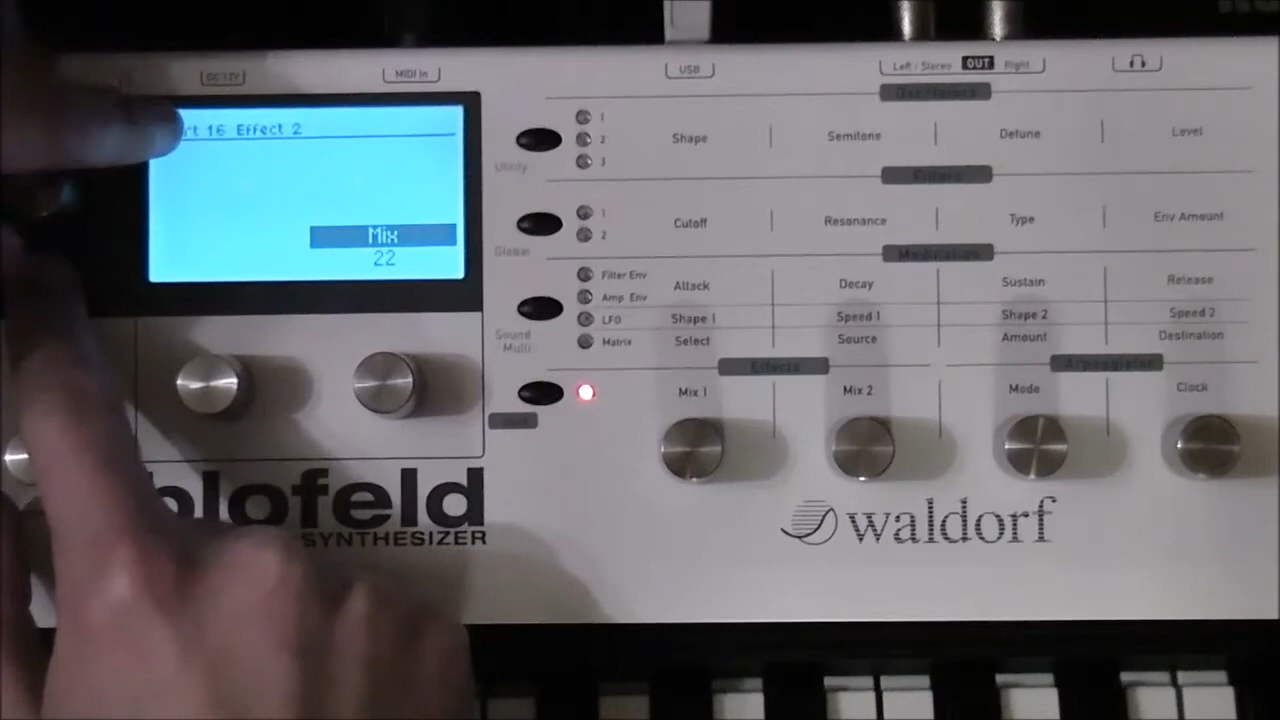 DC 12V MIDI In USB Left / Stereo OUT Right
Oscillators
rt 16 Effect 2
1
2 Shape Semitone Detune Level
3
Utility
Filters
1
2 Cutoff Resonance Type Env Amount
Mix
22
Global
Modulation
Filter Env Attack Decay Sustain Release
Amp Env
LFO Shape 1 Speed 1 Shape 2 Speed 2
Sound
Multi
Matrix Select Source Amount Destination
Effects Arpeggiator
Mix 1 Mix 2 Mode Clock
blofeld
SYNTHESIZER
waldorf